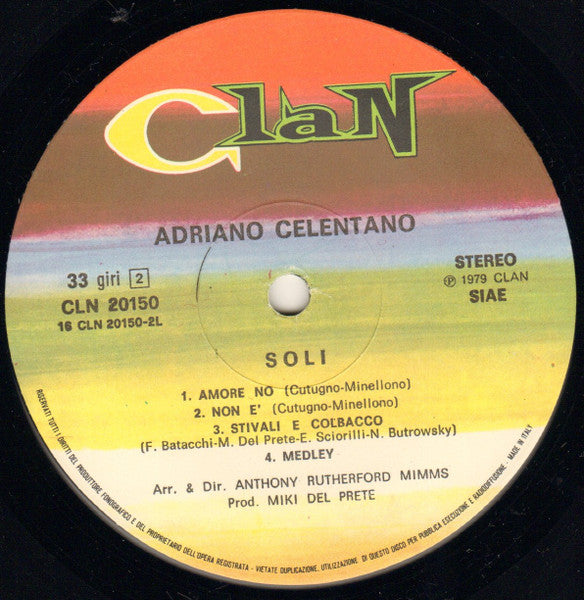 ClaN
ADRIANO CELENTANO
33 giri 2
CLN 20150
16 CLN 20150-2L
STEREO
℗ 1979 CLAN
SIAE
SOLI
1. AMORE NO (Cutugno-Minellono)
2. NON E' (Cutugno-Minellono)
3. STIVALI E COLBACCO
(F. Batacchi-M. Del Prete-E. Sciorilli-N. Butrowsky)
4. MEDLEY
Arr. & Dir. ANTHONY RUTHERFORD MIMMS
Prod. MIKI DEL PRETE
RISERVATI TUTTI I DIRITTI DEL PRODUTTORE FONOGRAFICO E DEL PROPRIETARIO DELL'OPERA REGISTRATA - VIETATE DUPLICAZIONE, UTILIZZAZIONE DI QUESTO DISCO PER PUBBLICA ESECUZIONE E RADIODIFFUSIONE. - MADE IN ITALY